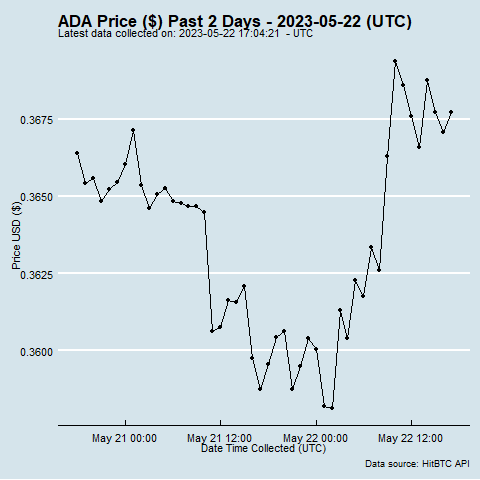 ADA Price ($) Past 2 Days - 2023-05-22 (UTC)
Latest data collected on: 2023-05-22 17:04:21 - UTC
0.3675
0.3650
0.3625
0.3600
Price USD ($)
May 21 00:00 May 21 12:00 May 22 00:00 May 22 12:00
Date Time Collected (UTC)
Data source: HitBTC API